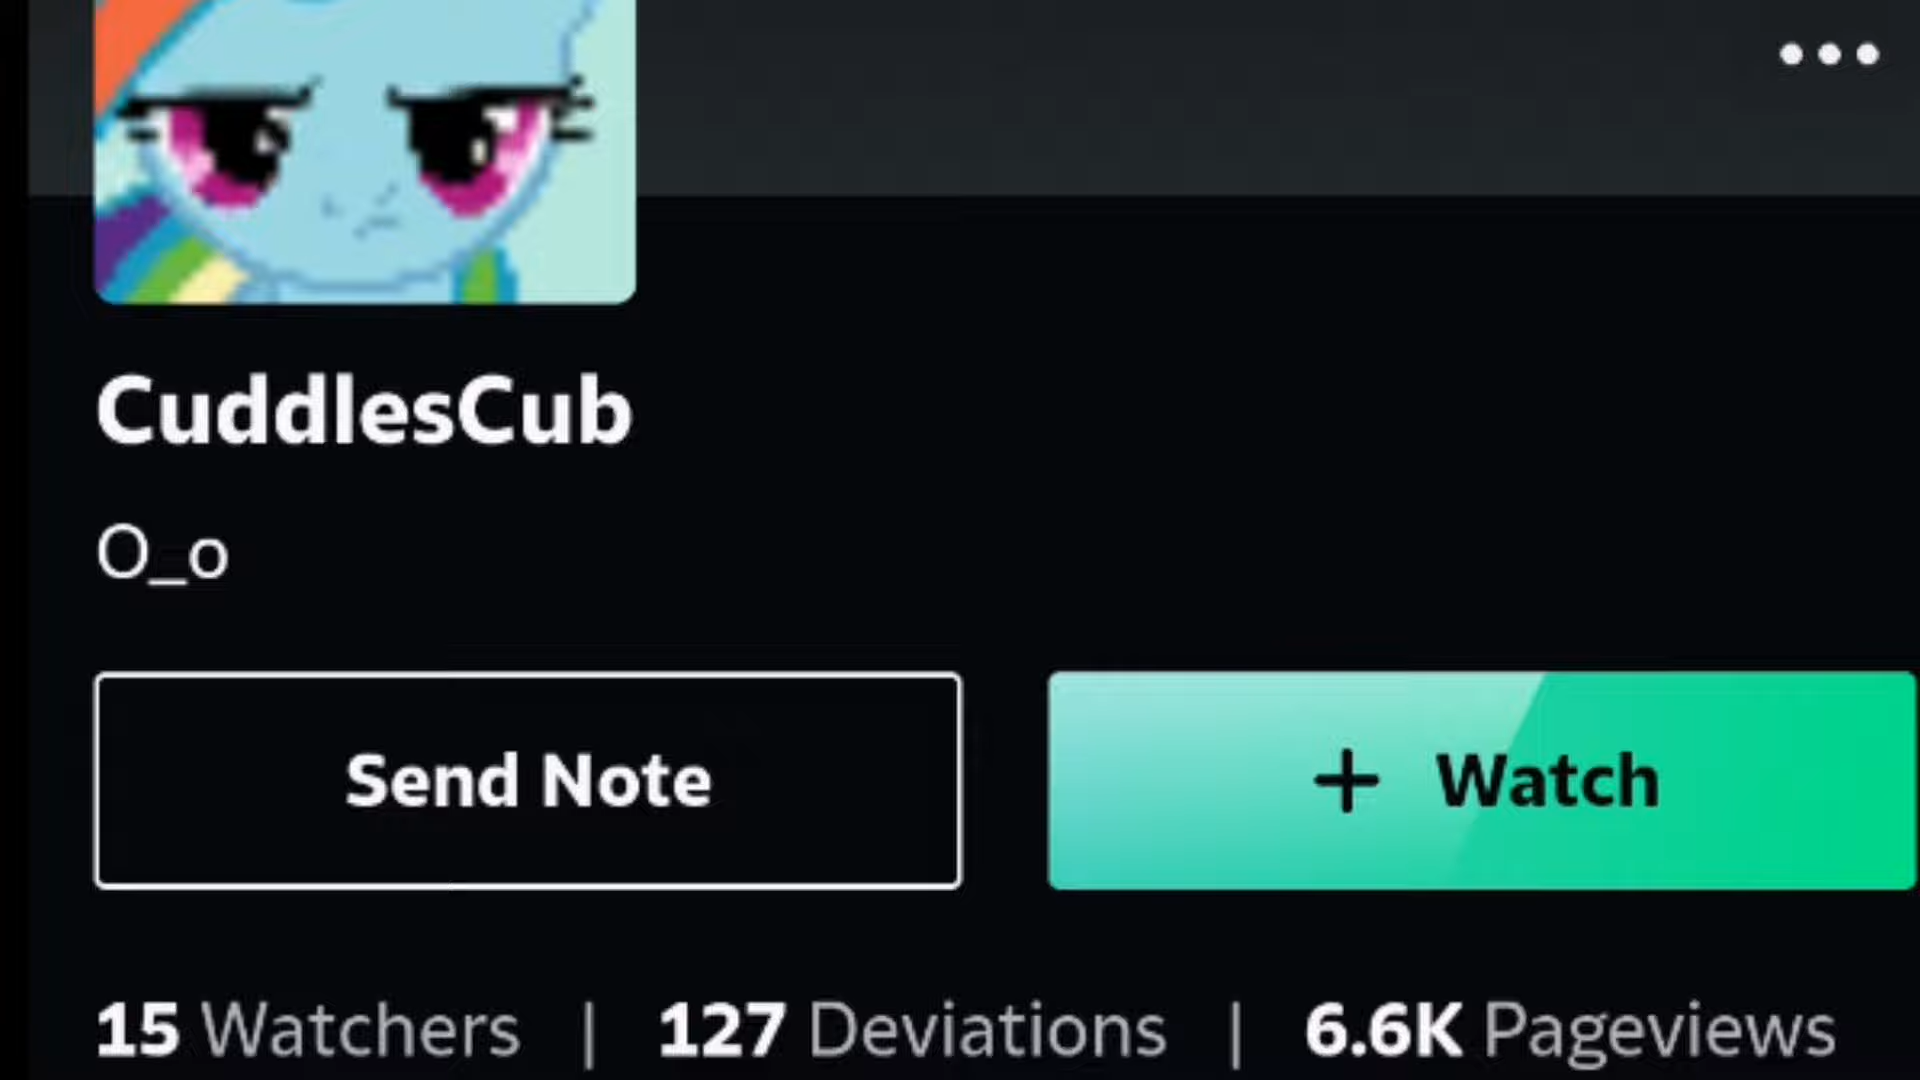 CuddlesCub
O_o
Send Note
+ Watch
15 Watchers | 127 Deviations | 6.6K Pageviews